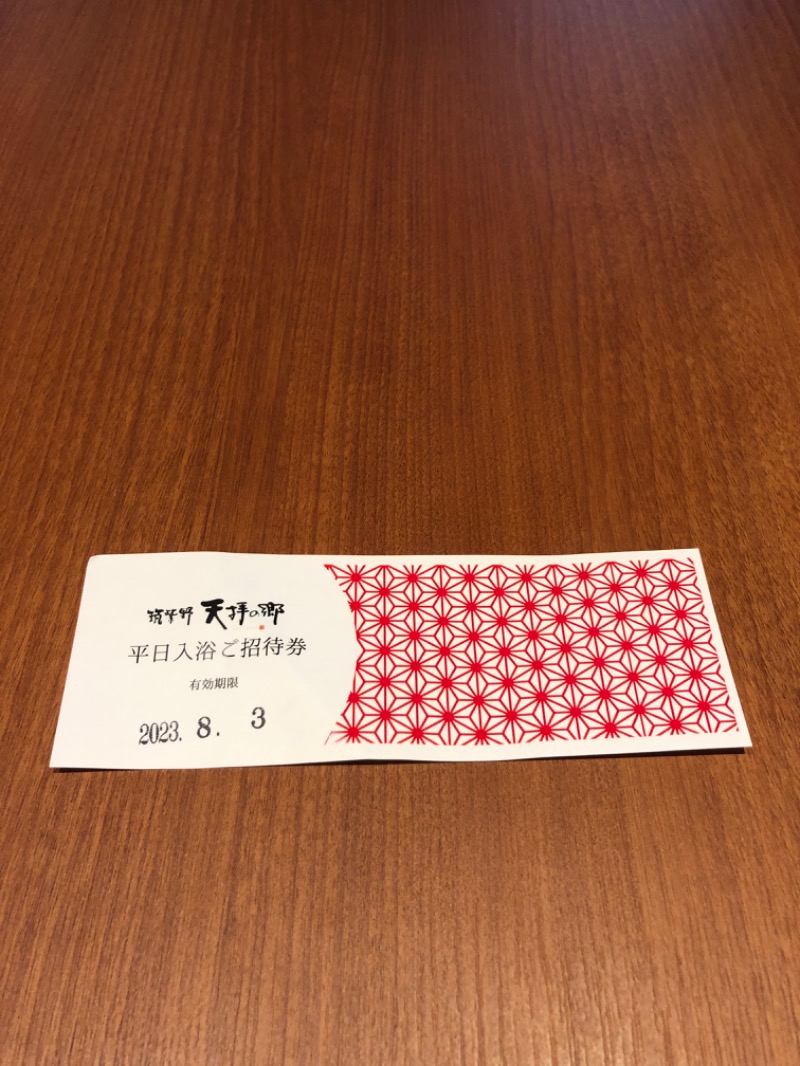 筑紫野 天拝の郷
平日入浴ご招待券
有効期限
2023. 8. 3